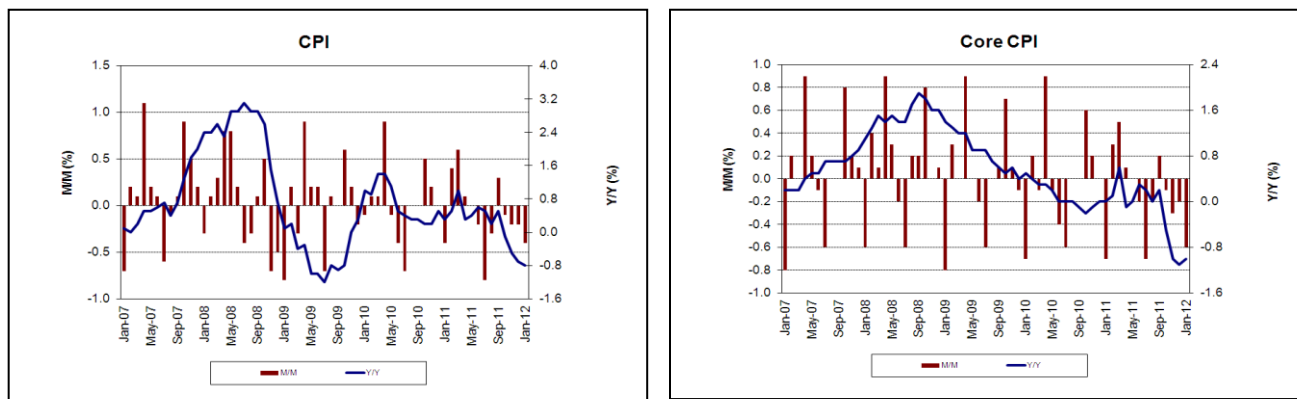 CPI
1.5
1.0
0.5
0.0
-0.5
-1.0
M/M (%)
4.0
3.2
2.4
1.6
0.8
0.0
-0.8
-1.6
Y/Y (%)
Jan-07
May-07
Sep-07
Jan-08
May-08
Sep-08
Jan-09
May-09
Sep-09
Jan-10
May-10
Sep-10
Jan-11
May-11
Sep-11
Jan-12
M/M Y/Y
Core CPI
1.0
0.8
0.6
0.4
0.2
0.0
-0.2
-0.4
-0.6
-0.8
-1.0
M/M (%)
2.4
1.6
0.8
0.0
-0.8
-1.6
Y/Y (%)
Jan-07
May-07
Sep-07
Jan-08
May-08
Sep-08
Jan-09
May-09
Sep-09
Jan-10
May-10
Sep-10
Jan-11
May-11
Sep-11
Jan-12
M/M Y/Y